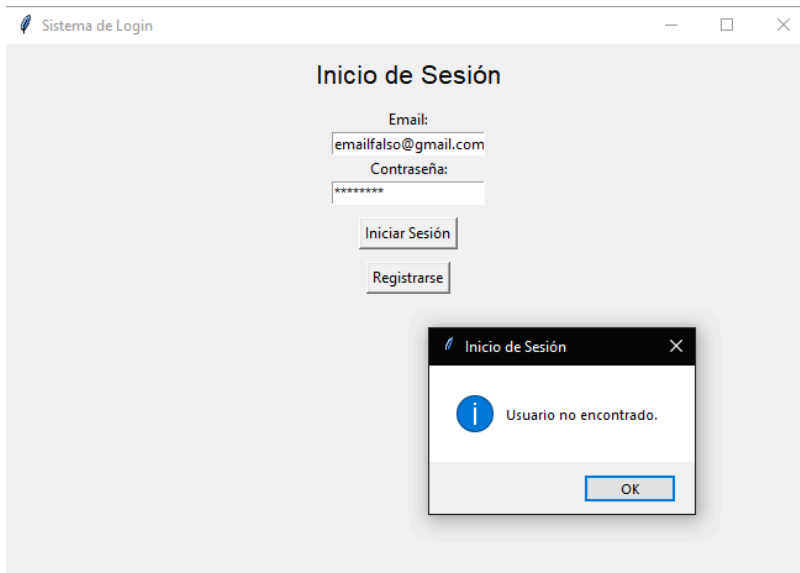 Sistema de Login
Inicio de Sesión
Email:
emailfalso@gmail.com
Contraseña:
********
Iniciar Sesión
Registrarse
Inicio de Sesión
Usuario no encontrado.
OK